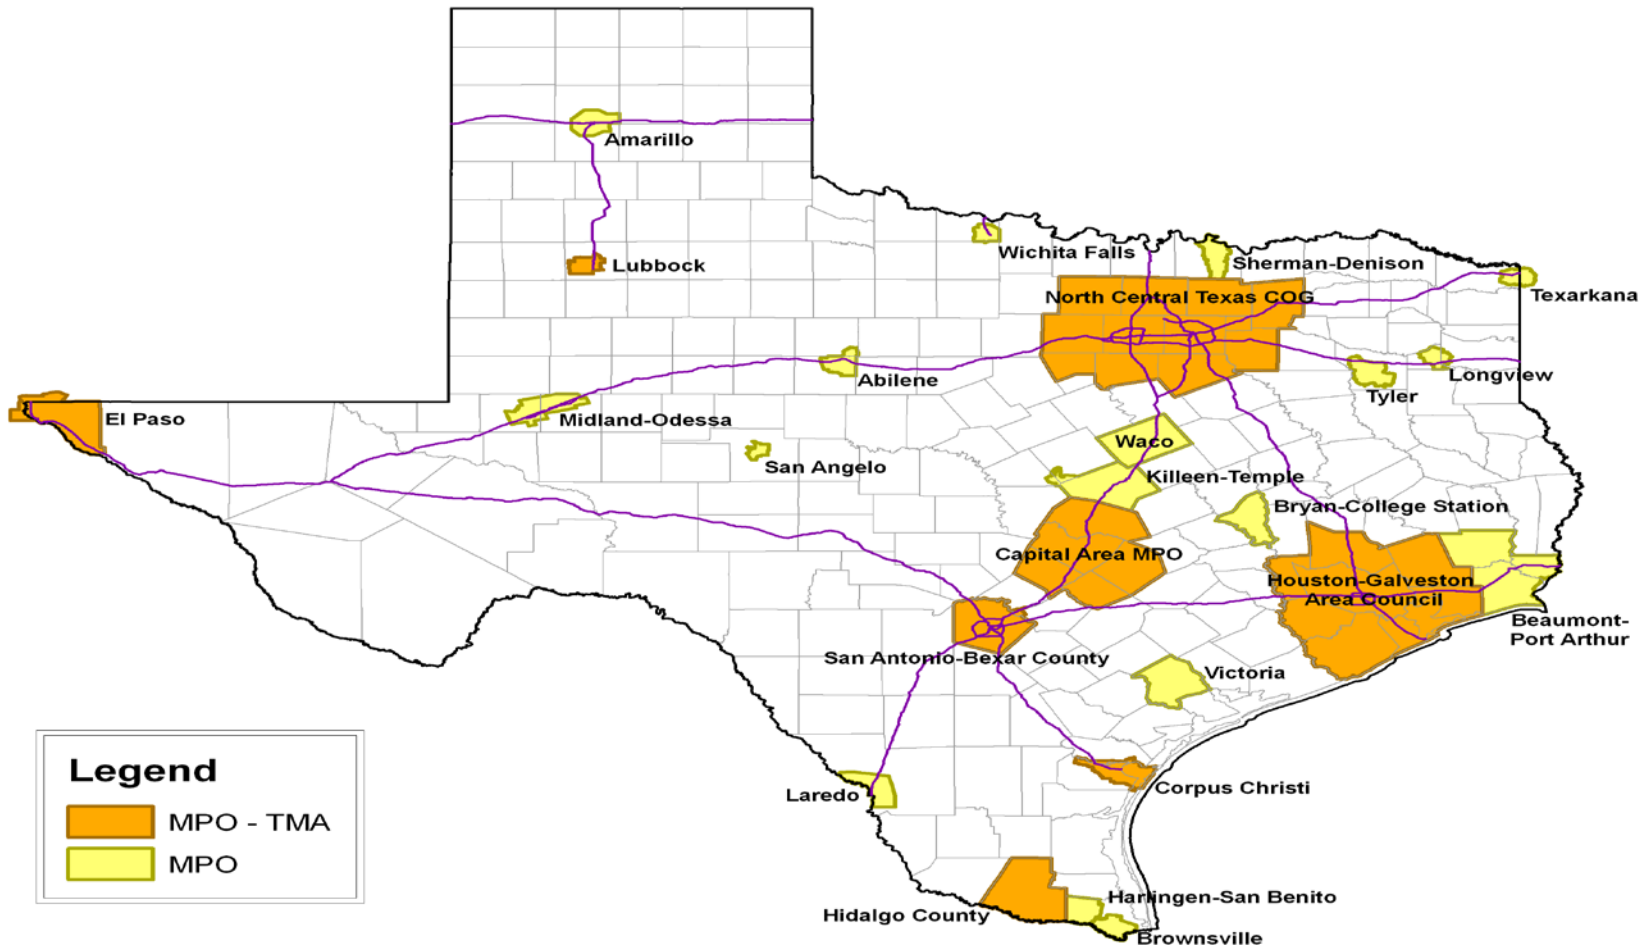 Amarillo
Lubbock
Wichita Falls
Sherman-Denison
North Central Texas COG
Texarkana
Abilene
Longview
Tyler
El Paso
Midland-Odessa
Waco
San Angelo
Killeen-Temple
Bryan-College Station
Capital Area MPO
Houston-Galveston
Area Council
Beaumont-
Port Arthur
San Antonio-Bexar County
Victoria
Legend
MPO - TMA
MPO
Laredo
Corpus Christi
Harlingen-San Benito
Hidalgo County
Brownsville